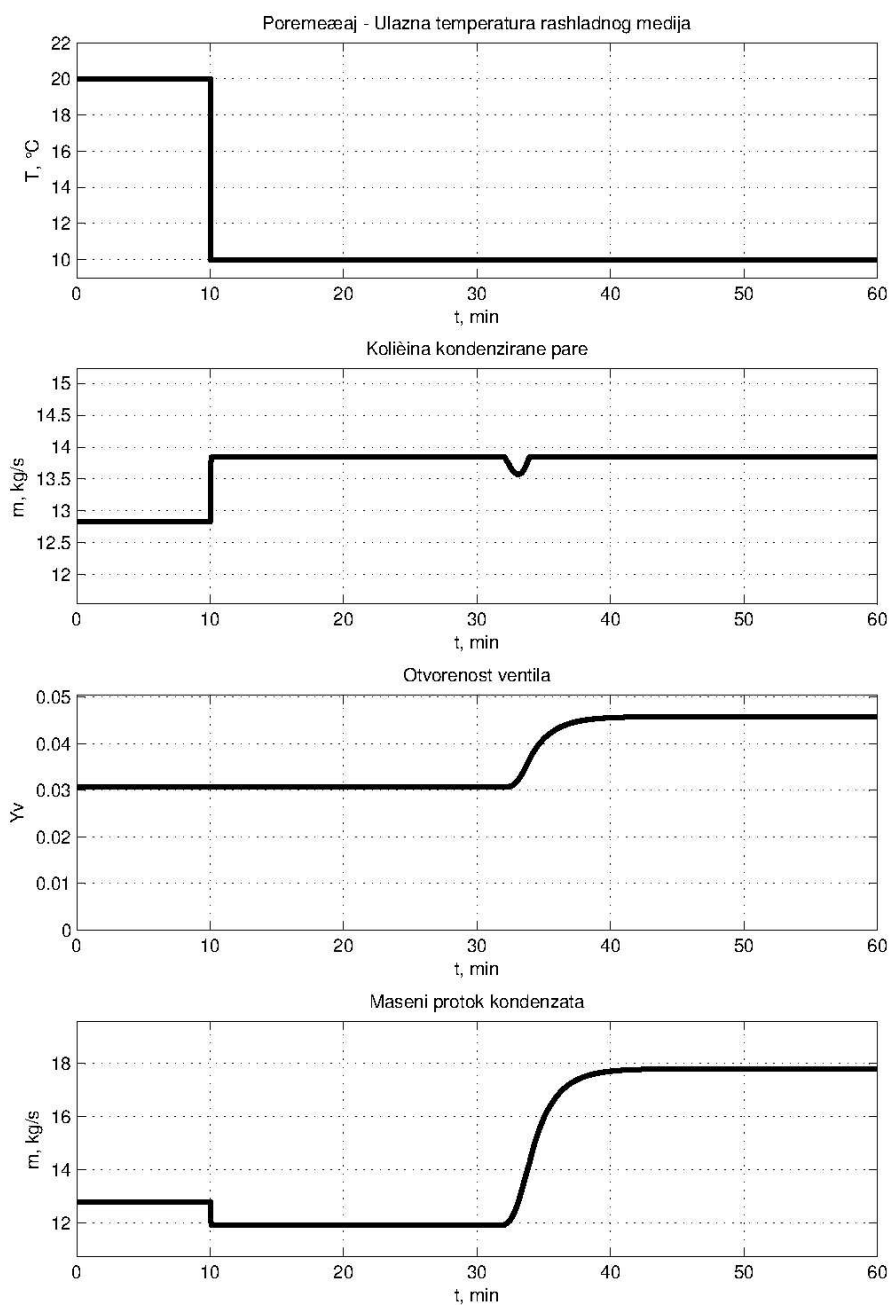 Poremeæaj - Ulazna temperatura rashladnog medija
22
20
18
16
14
12
10
T, °C
0 10 20 30 40 50 60
t, min
Kolièina kondenzirane pare
15
14.5
14
13.5
13
12.5
12
m, kg/s
0 10 20 30 40 50 60
t, min
Otvorenost ventila
0.05
0.04
0.03
0.02
0.01
0
Yv
0 10 20 30 40 50 60
t, min
Maseni protok kondenzata
18
16
14
12
m, kg/s
0 10 20 30 40 50 60
t, min